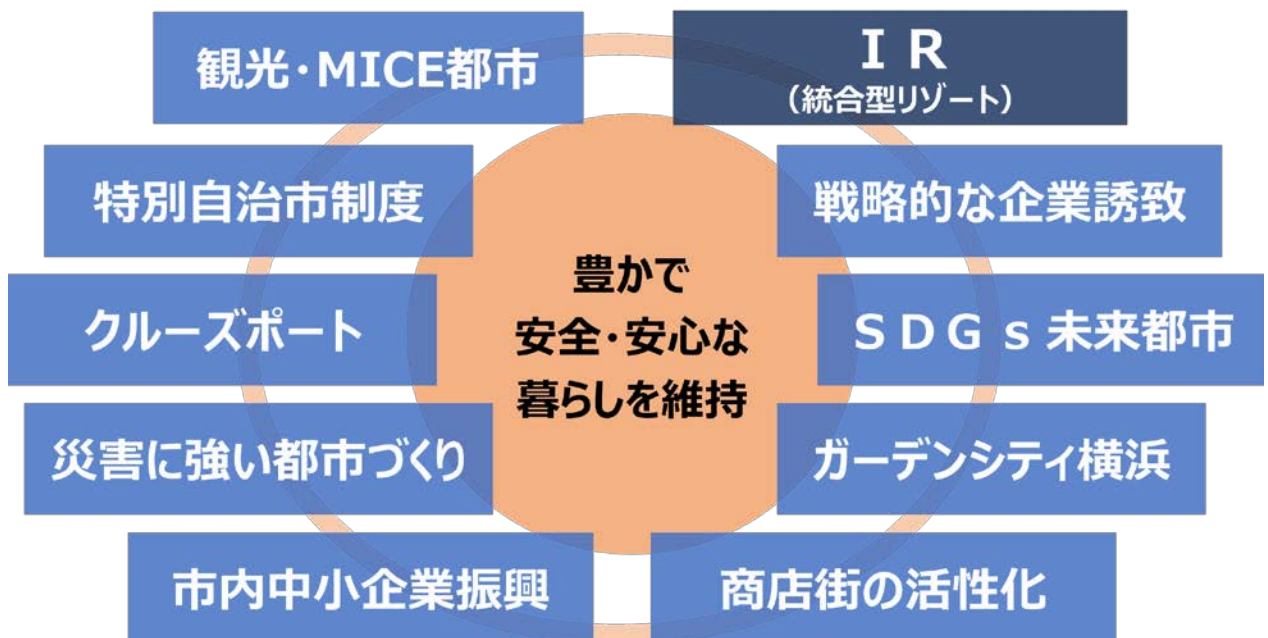 観光・MICE都市
ＩＲ
（統合型リゾート）
特別自治市制度
戦略的な企業誘致
豊かで
安全・安心な
暮らしを維持
クルーズポート
ＳＤＧｓ未来都市
災害に強い都市づくり
ガーデンシティ横浜
市内中小企業振興
商店街の活性化